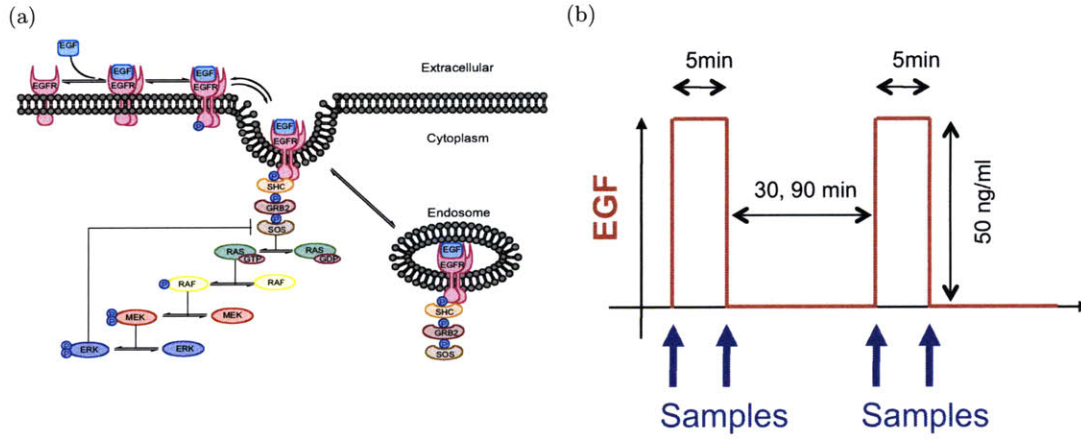 (a)
EGF
EGFR
EGF
EGFR
EGF
EGFR
P
Extracellular
Cytoplasm
EGF
EGFR
P
SHC
P
GRB2
P
SOS
RAS
GTP
RAS
GDP
P
RAF
RAF
P
P
MEK
MEK
P
P
ERK
ERK
Endosome
EGF
EGFR
P
SHC
P
GRB2
P
SOS
(b)
5min
5min
EGF
30, 90 min
50 ng/ml
Samples
Samples